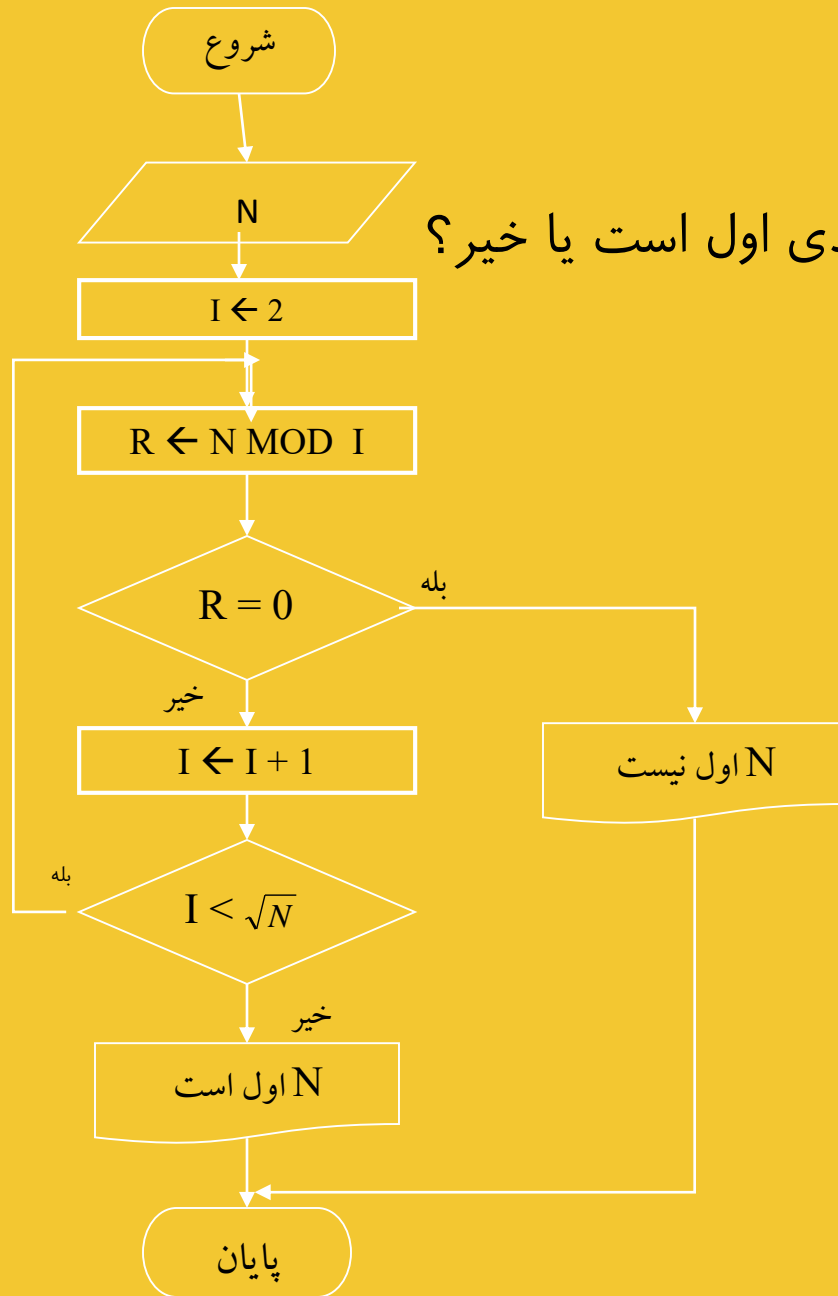 شروع
N
اول است یا خیر؟
I ← 2
R ← N MOD I
R = 0
بله
خیر
I ← I + 1
N اول نیست
بله
I < √N
خیر
N اول است
پایان